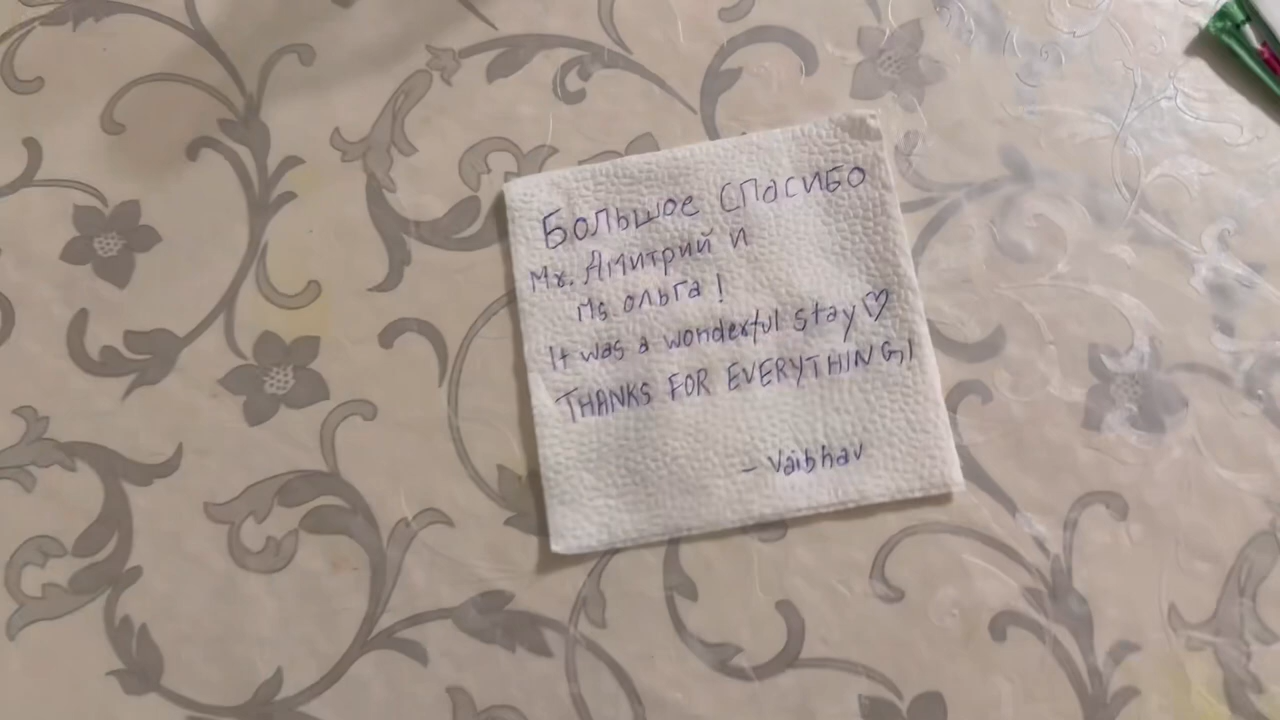 Большое спасибо
Mr. Дмитрий и
Ms Ольга!
It was a wonderful stay♡
THANKS FOR EVERYTHING!
- Vaibhav